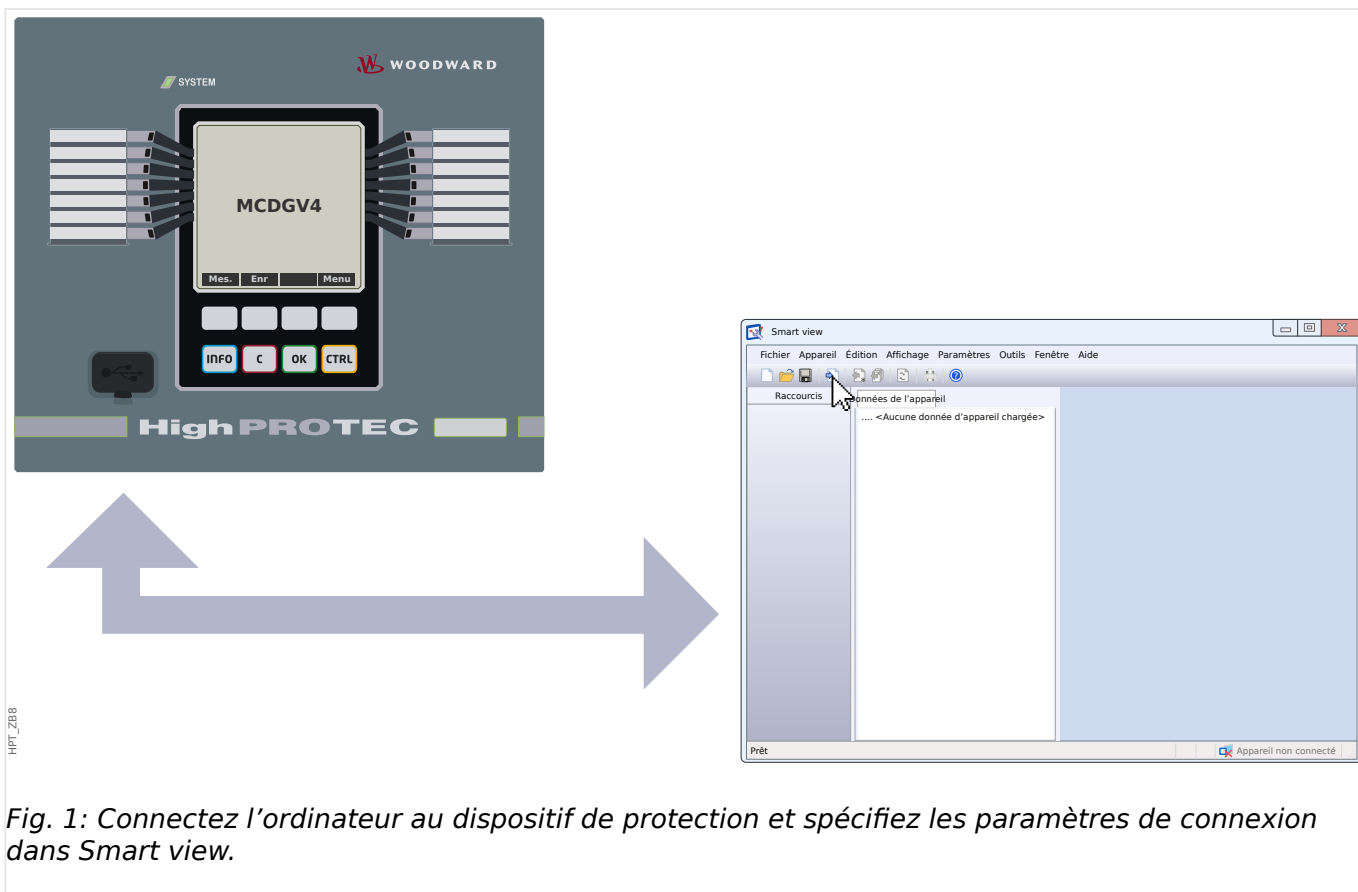 WOODWARD
SYSTEM
MCDGV4
Mes. Enr Menu
INFO C OK CTRL
HighPROTEC
Smart view
Fichier Appareil Édition Affichage Paramètres Outils Fenêtre Aide
Raccourcis
Données de l'appareil
.... <Aucune donnée d'appareil chargée>
Prêt
Appareil non connecté
HPT_ZB8
Fig. 1: Connectez l’ordinateur au dispositif de protection et spécifiez les paramètres de connexion
dans Smart view.